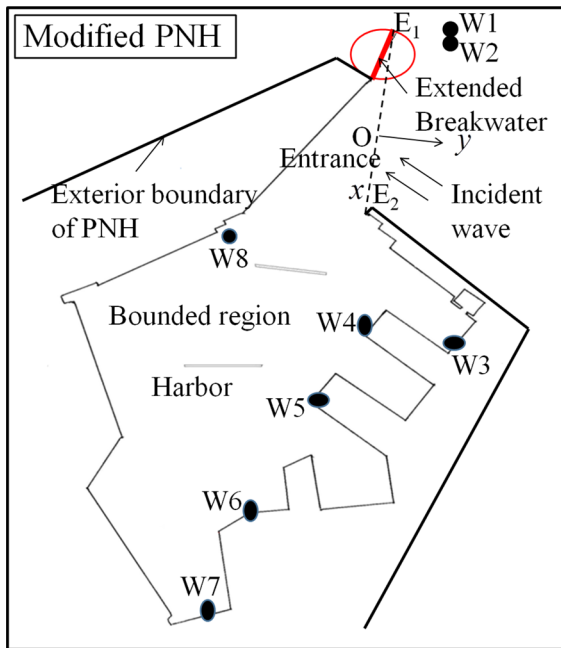 Modified PNH
E1
W1
W2
Extended
Breakwater
O
y
Entrance
x
E2
Incident
wave
Exterior boundary
of PNH
W8
Bounded region
W4
W3
Harbor
W5
W6
W7